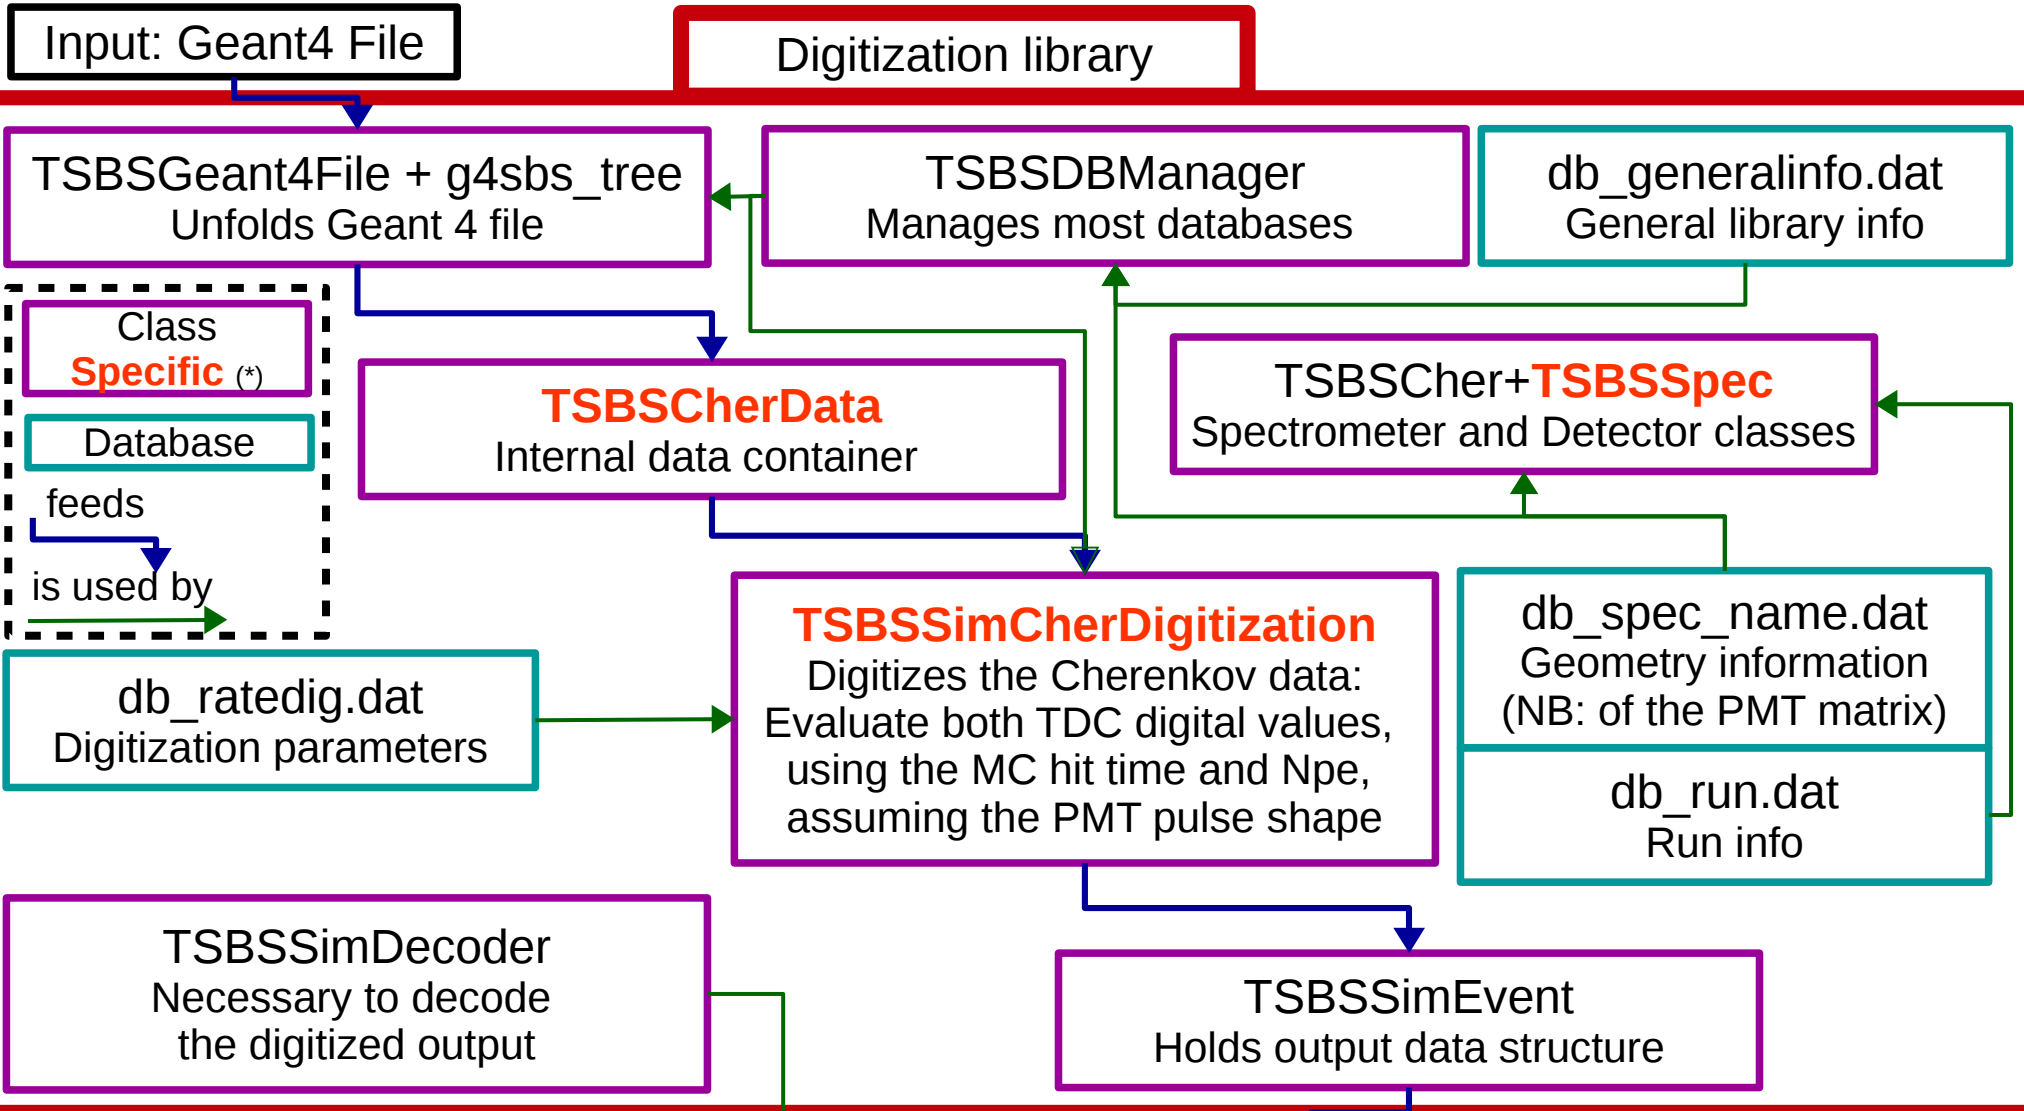 Input: Geant4 File
Digitization library
TSBSGeant4File + g4sbs_tree
Unfolds Geant 4 file
TSBSDBManager
Manages most databases
db_generalinfo.dat
General library info
Class
Specific (*)
Database
feeds
is used by
TSBSCherData
Internal data container
TSBSCher+TSBSSpec
Spectrometer and Detector classes
db_ratedig.dat
Digitization parameters
TSBSSimCherDigitization
Digitizes the Cherenkov data:
Evaluate both TDC digital values,
using the MC hit time and Npe,
assuming the PMT pulse shape
db_spec_name.dat
Geometry information
(NB: of the PMT matrix)
db_run.dat
Run info
TSBSSimDecoder
Necessary to decode
the digitized output
TSBSSimEvent
Holds output data structure